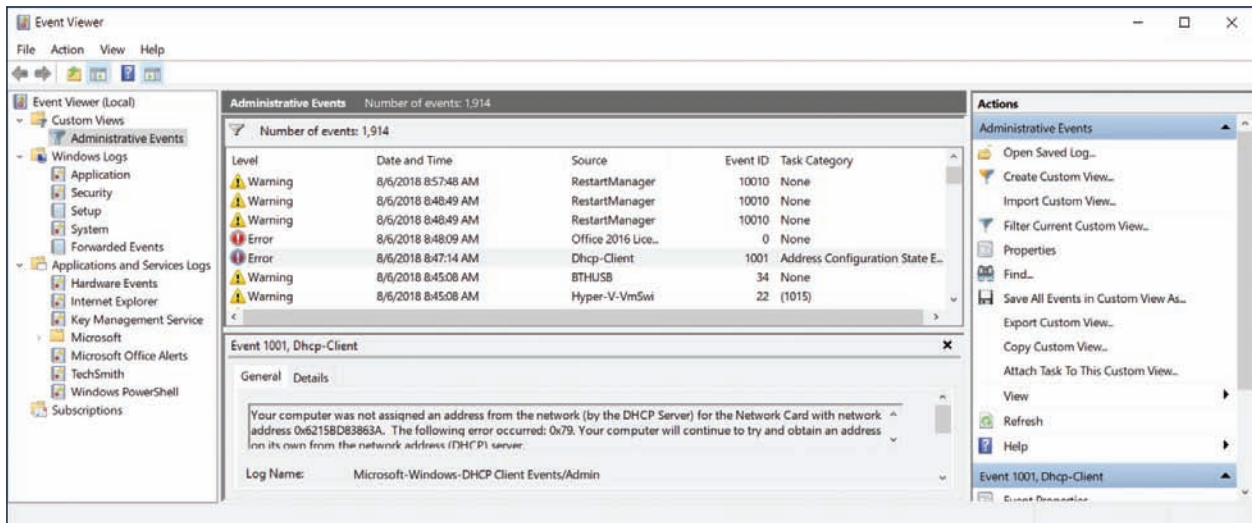 Event Viewer
File Action View Help
Event Viewer (Local)
Custom Views
Administrative Events
Windows Logs
Application
Security
Setup
System
Forwarded Events
Applications and Services Logs
Hardware Events
Internet Explorer
Key Management Service
Microsoft
Microsoft Office Alerts
TechSmith
Windows PowerShell
Subscriptions
Administrative Events Number of events: 1,914
Number of events: 1,914
Level Date and Time Source Event ID Task Category
Warning 8/6/2018 8:57:48 AM RestartManager 10010 None
Warning 8/6/2018 8:48:49 AM RestartManager 10010 None
Warning 8/6/2018 8:48:49 AM RestartManager 10010 None
Error 8/6/2018 8:48:09 AM Office 2016 Lice... 0 None
Error 8/6/2018 8:47:14 AM Dhcp-Client 1001 Address Configuration State E...
Warning 8/6/2018 8:45:08 AM BTHUSB 34 None
Warning 8/6/2018 8:45:08 AM Hyper-V-VmSwi 22 (1015)
Event 1001, Dhcp-Client
General Details
Your computer was not assigned an address from the network (by the DHCP Server) for the Network Card with network
address 0x6215BD83863A. The following error occurred: 0x79. Your computer will continue to try and obtain an address
on its own from the network address (DHCP) server.
Log Name: Microsoft-Windows-DHCP Client Events/Admin
Actions
Administrative Events
Open Saved Log...
Create Custom View...
Import Custom View...
Filter Current Custom View...
Properties
Find...
Save All Events in Custom View As...
Export Custom View...
Copy Custom View...
Attach Task To This Custom View...
View
Refresh
Help
Event 1001, Dhcp-Client
Event Properties